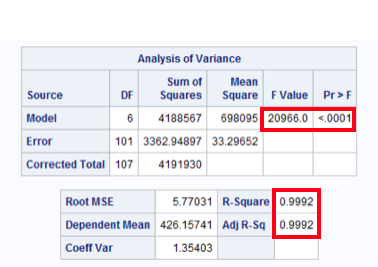 Analysis of Variance
Sum of Mean
Source DF Squares Square F Value Pr > F
Model 6 4188567 698095 20966.0 <.0001
Error 101 3362.94897 33.29652
Corrected Total 107 4191930
Root MSE 5.77031 R-Square 0.9992
Dependent Mean 426.15741 Adj R-Sq 0.9992
Coeff Var 1.35403